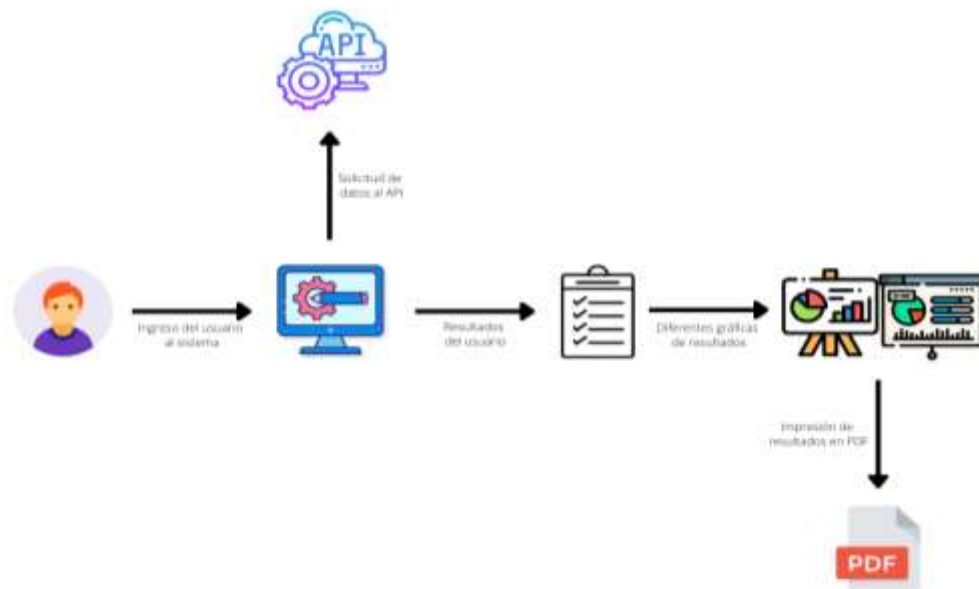 API
Solicitud de
datos al API
Ingreso del usuario
al sistema
Resultados
del usuario
Diferentes gráficas
de resultados
Impresión de
resultados en PDF
PDF